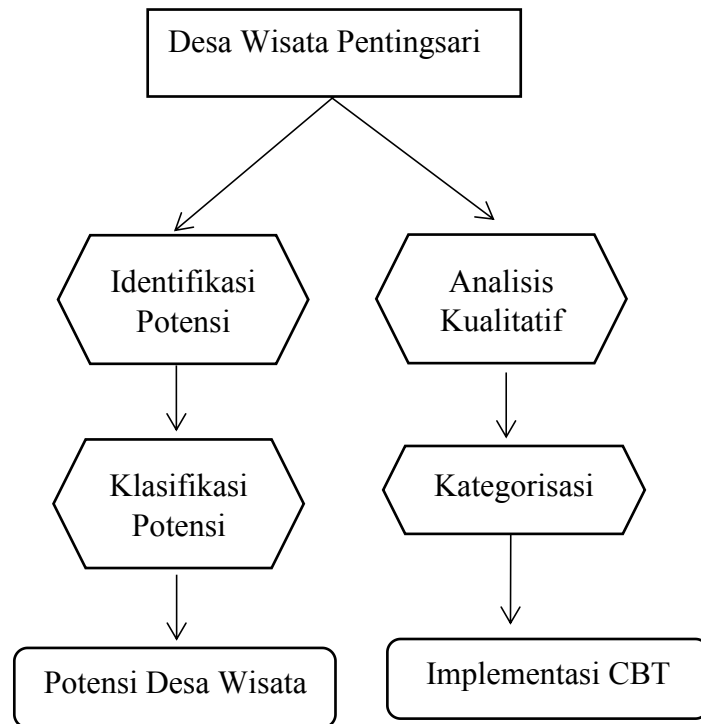 Desa Wisata Pentingsari
Identifikasi
Potensi
Analisis
Kualitatif
Klasifikasi
Potensi
Kategorisasi
Potensi Desa Wisata
Implementasi CBT